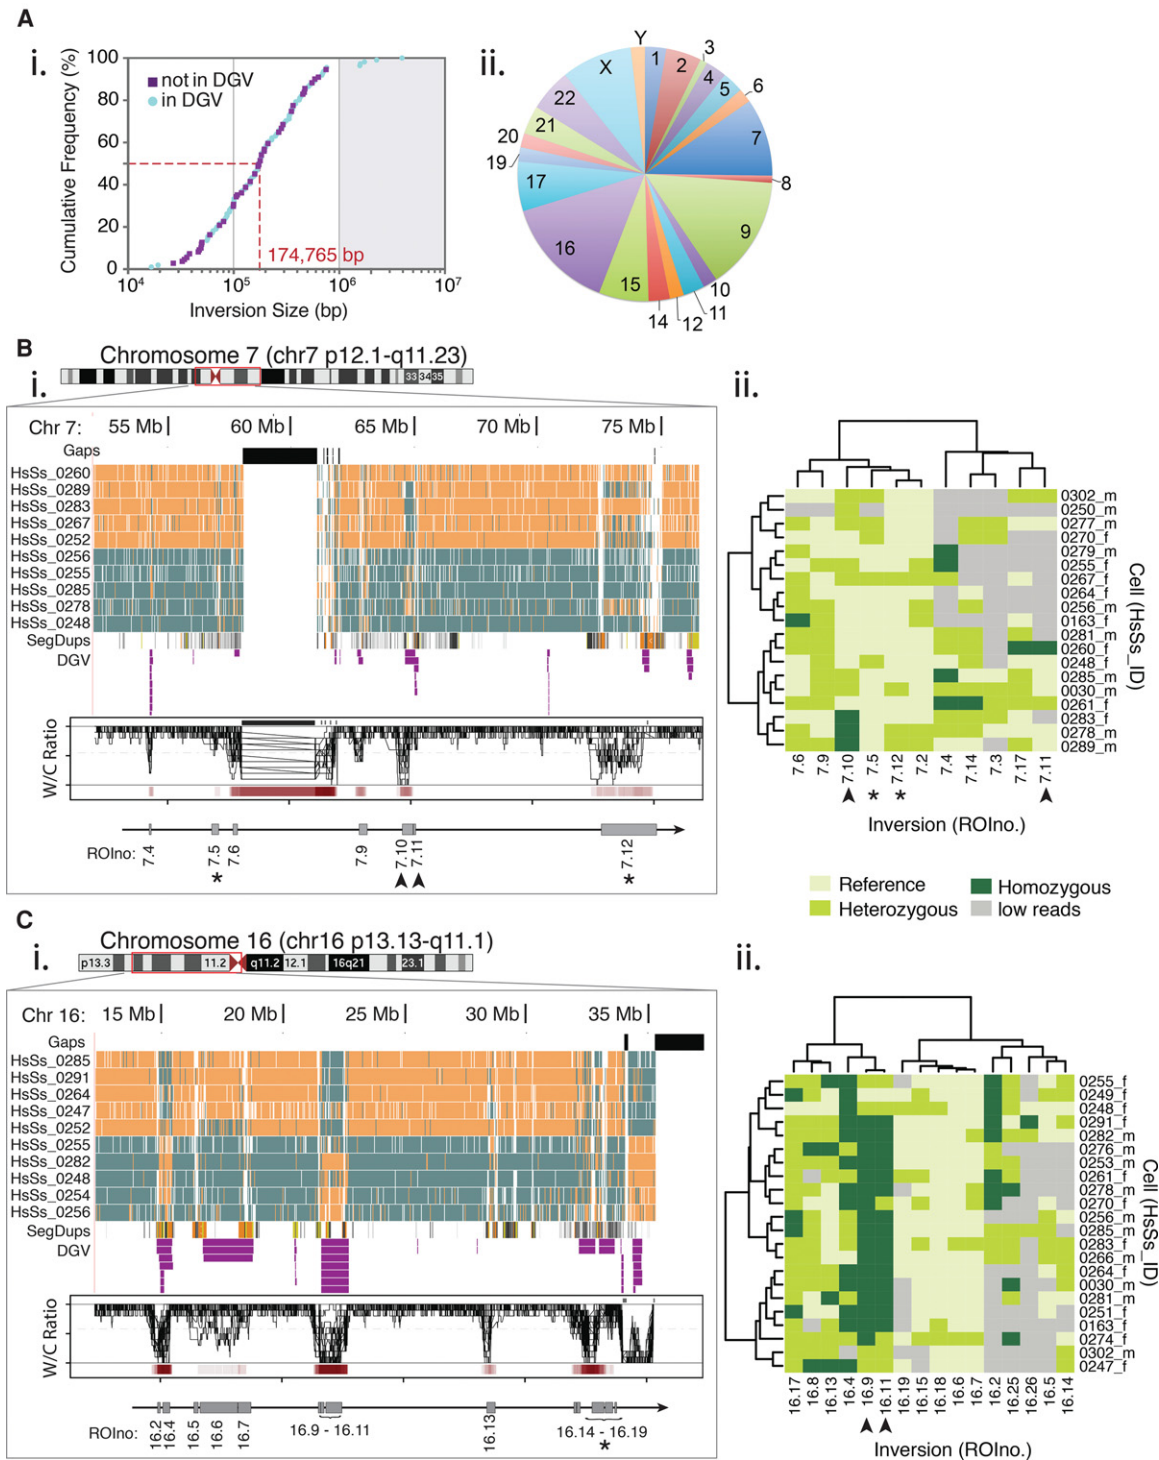 A
i.
Cumulative Frequency (%)
100
80
60
40
20
0
not in DGV
in DGV
174,765 bp
10⁴
10⁵
10⁶
10⁷
Inversion Size (bp)
ii.
Y
1
2
3
4
5
6
7
8
9
10
11
12
14
15
16
17
19
20
21
22
X
B
Chromosome 7 (chr7 p12.1-q11.23)
i.
33 34 35
Chr 7: 55 Mb 60 Mb 65 Mb 70 Mb 75 Mb
Gaps
HsSs_0260
HsSs_0289
HsSs_0283
HsSs_0267
HsSs_0252
HsSs_0256
HsSs_0255
HsSs_0285
HsSs_0278
HsSs_0248
SegDups
DGV
W/C Ratio
ROIno: 7.4 7.5 7.6 7.9 7.10 7.11 7.12
* *
ii.
0302_m
0250_m
0277_m
0270_f
0279_m
0255_f
0267_f
0264_f
0256_m
0163_f
0281_m
0260_f
0248_f
0285_m
0030_m
0261_f
0283_f
0278_m
0289_m
Cell (HsSs_ID)
7.6 7.9 7.10 7.5 7.12 7.2 7.4 7.14 7.3 7.17 7.11
* *
Inversion (ROIno.)
Reference
Heterozygous
Homozygous
low reads
C
Chromosome 16 (chr16 p13.13-q11.1)
i.
p13.3 11.2 q11.2 12.1 16q21 23.1
Chr 16: 15 Mb 20 Mb 25 Mb 30 Mb 35 Mb
Gaps
HsSs_0285
HsSs_0291
HsSs_0264
HsSs_0247
HsSs_0252
HsSs_0255
HsSs_0282
HsSs_0248
HsSs_0254
HsSs_0256
SegDups
DGV
W/C Ratio
ROIno: 16.2 16.4 16.5 16.6 16.7 16.9 - 16.11 16.13 16.14 - 16.19
*
ii.
0255_f
0249_f
0248_f
0291_f
0282_m
0276_m
0253_m
0261_f
0278_m
0270_f
0256_m
0285_m
0283_f
0266_m
0264_f
0030_m
0281_m
0251_f
0163_f
0274_f
0302_m
0247_f
Celll (HsSs_ID)
16.17 16.8 16.13 16.4 16.9 16.11 16.19 16.15 16.18 16.6 16.7 16.2 16.25 16.26 16.5 16.14
Inversion (ROIno.)